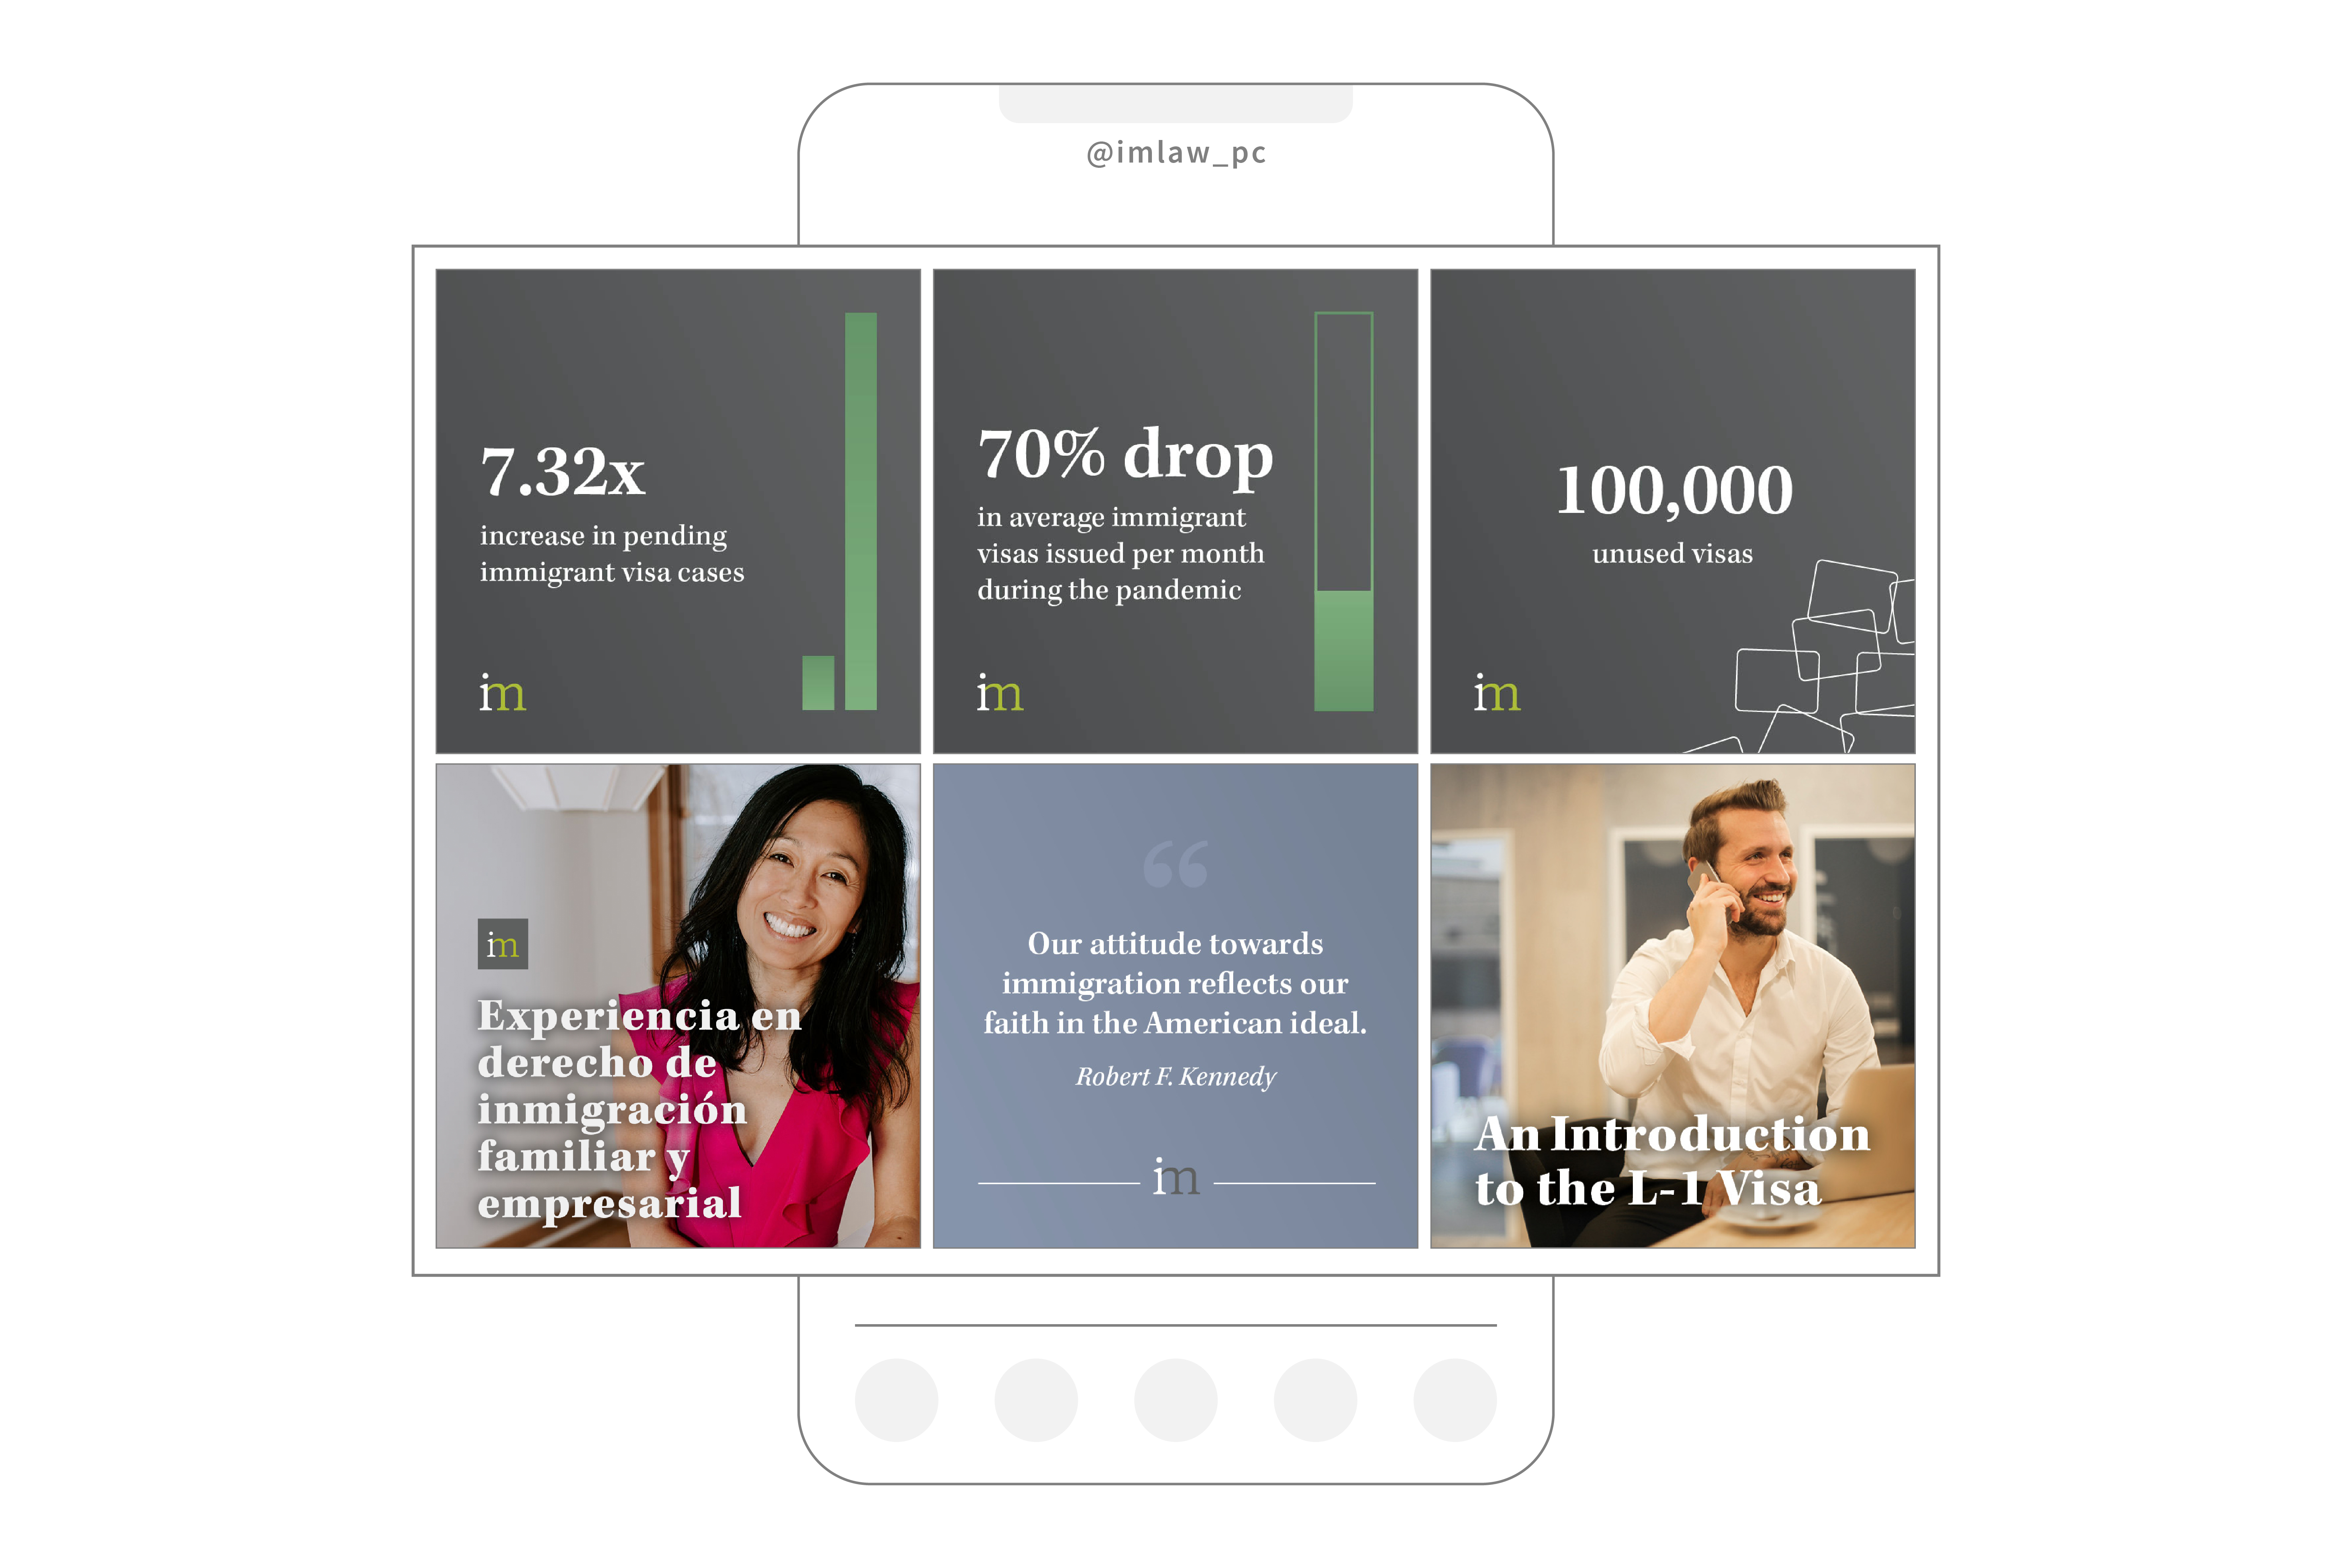 @imlaw_pc
7.32x
increase in pending
immigrant visa cases
im
70% drop
in average immigrant
visas issued per month
during the pandemic
im
100,000
unused visas
im
im
Experiencia en
derecho de
inmigración
familiar y
empresarial
“
Our attitude towards
immigration reflects our
faith in the American ideal.
Robert F. Kennedy
im
An Introduction
to the L-1 Visa